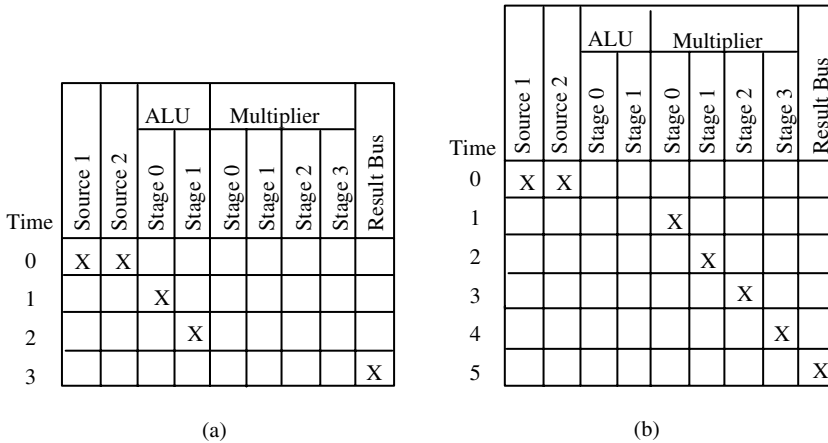 ALU Multiplier
Time Source 1 Source 2 Stage 0 Stage 1 Stage 0 Stage 1 Stage 2 Stage 3 Result Bus
0 X X
1 X
2 X
3 X
(a)
ALU Multiplier
Time Source 1 Source 2 Stage 0 Stage 1 Stage 0 Stage 1 Stage 2 Stage 3 Result Bus
0 X X
1 X
2 X
3 X
4 X
5 X
(b)